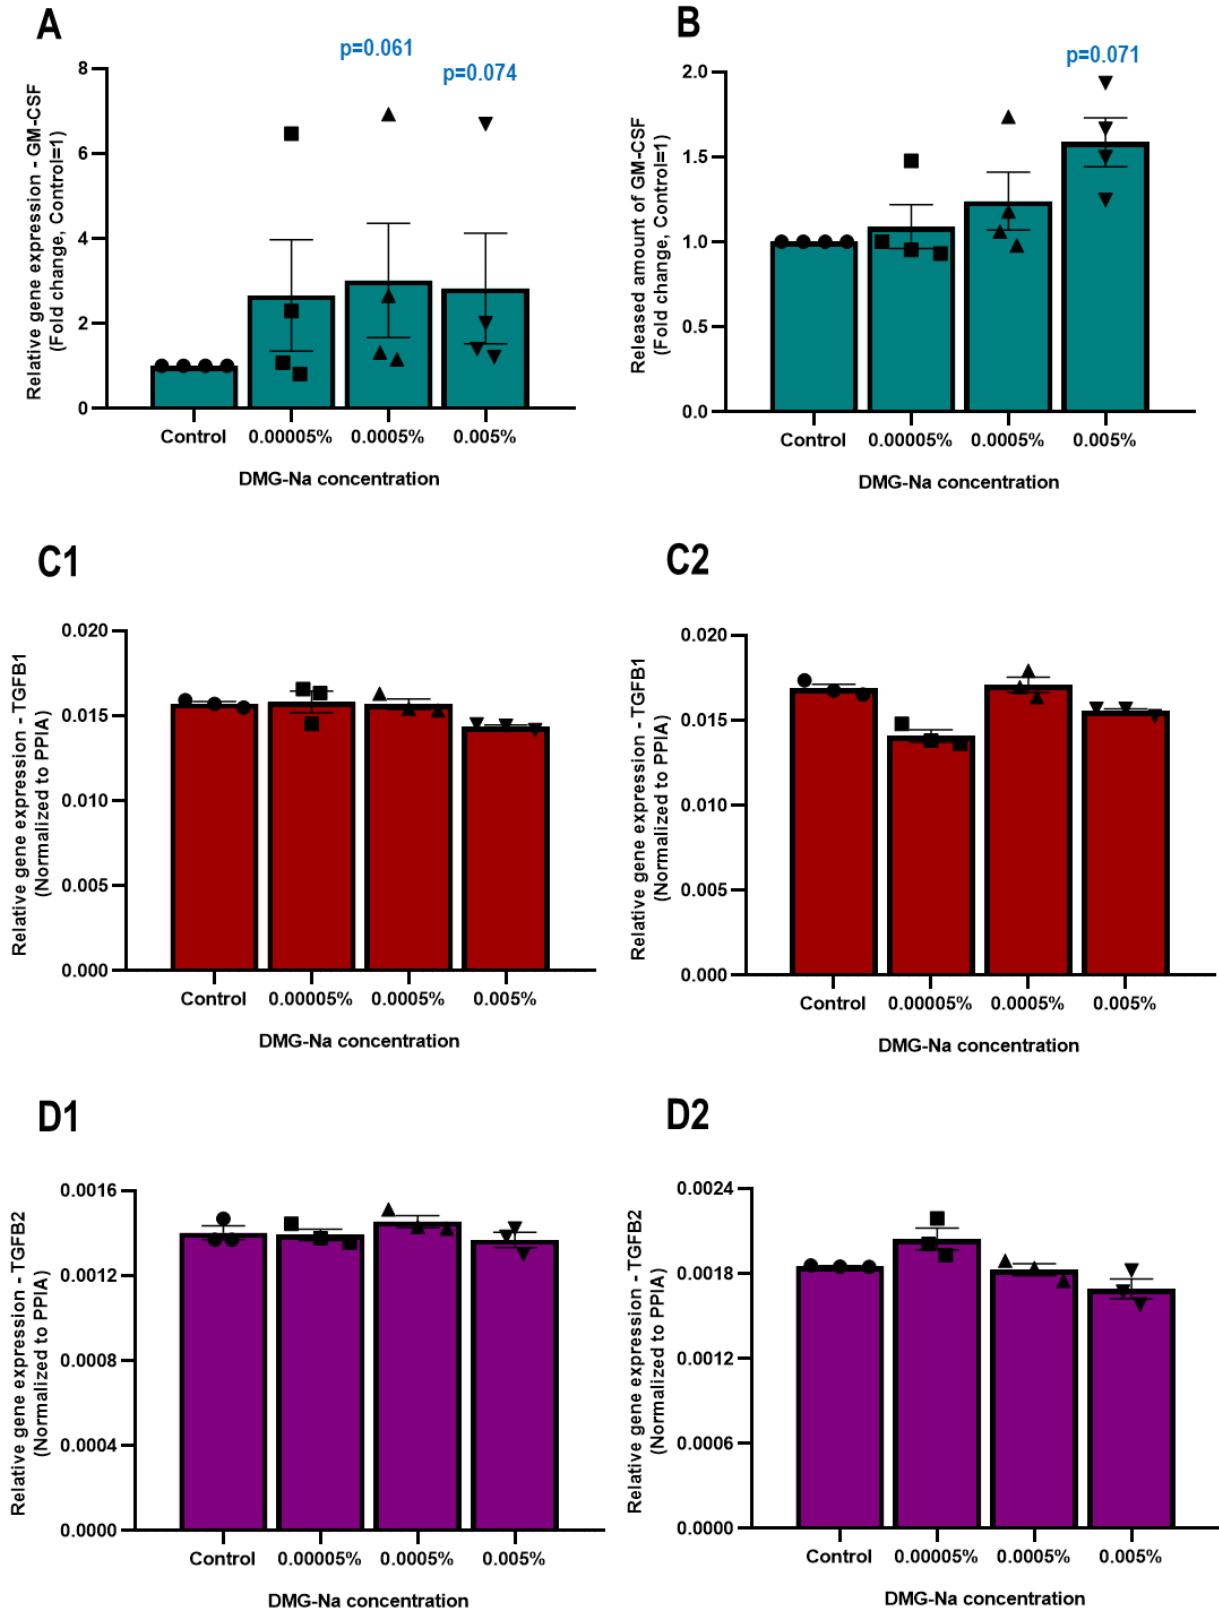 A
p=0.061
p=0.074
Relative gene expression - GM-CSF
(Fold change, Control=1)
8
6
4
2
0
Control 0.00005% 0.0005% 0.005%
DMG-Na concentration
B
p=0.071
Released amount of GM-CSF
(Fold change, Control=1)
2.0
1.5
1.0
0.5
0.0
Control 0.00005% 0.0005% 0.005%
DMG-Na concentration
C1
Relative gene expression - TGFB1
(Normalized to PPIA)
0.020
0.015
0.010
0.005
0.000
Control 0.00005% 0.0005% 0.005%
DMG-Na concentration
C2
Relative gene expression - TGFB1
(Normalized to PPIA)
0.020
0.015
0.010
0.005
0.000
Control 0.00005% 0.0005% 0.005%
DMG-Na concentration
D1
Relative gene expression - TGFB2
(Normalized to PPIA)
0.0016
0.0012
0.0008
0.0004
0.0000
Control 0.00005% 0.0005% 0.005%
DMG-Na concentration
D2
Relative gene expression - TGFB2
(Normalized to PPIA)
0.0024
0.0018
0.0012
0.0006
0.0000
Control 0.00005% 0.0005% 0.005%
DMG-Na concentration